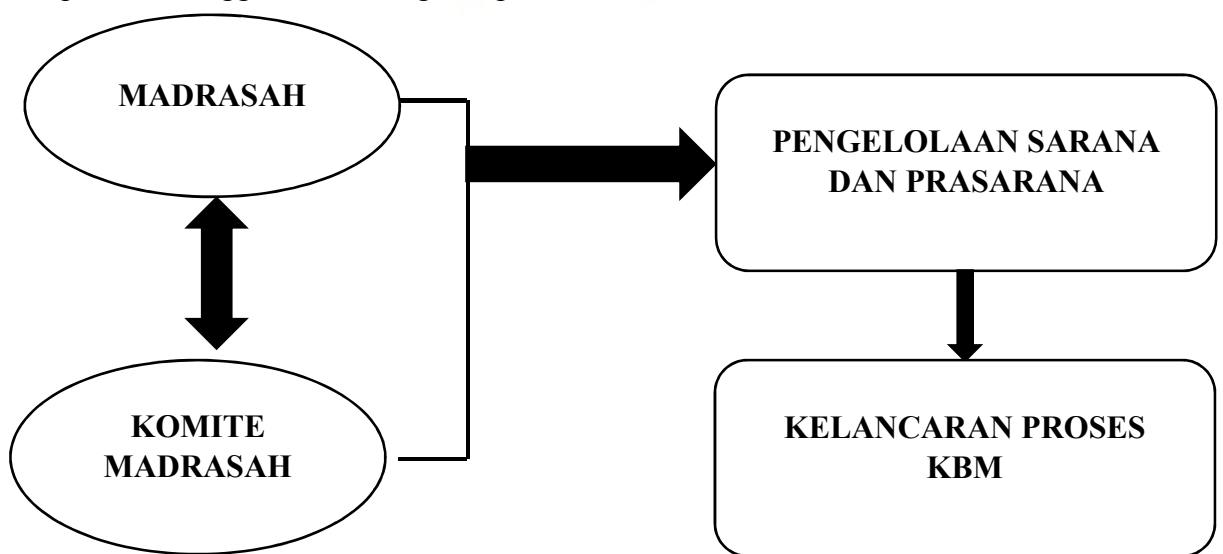 MADRASAH
PENGELOLAAN SARANA
DAN PRASARANA
KOMITE
MADRASAH
KELANCARAN PROSES
KBM